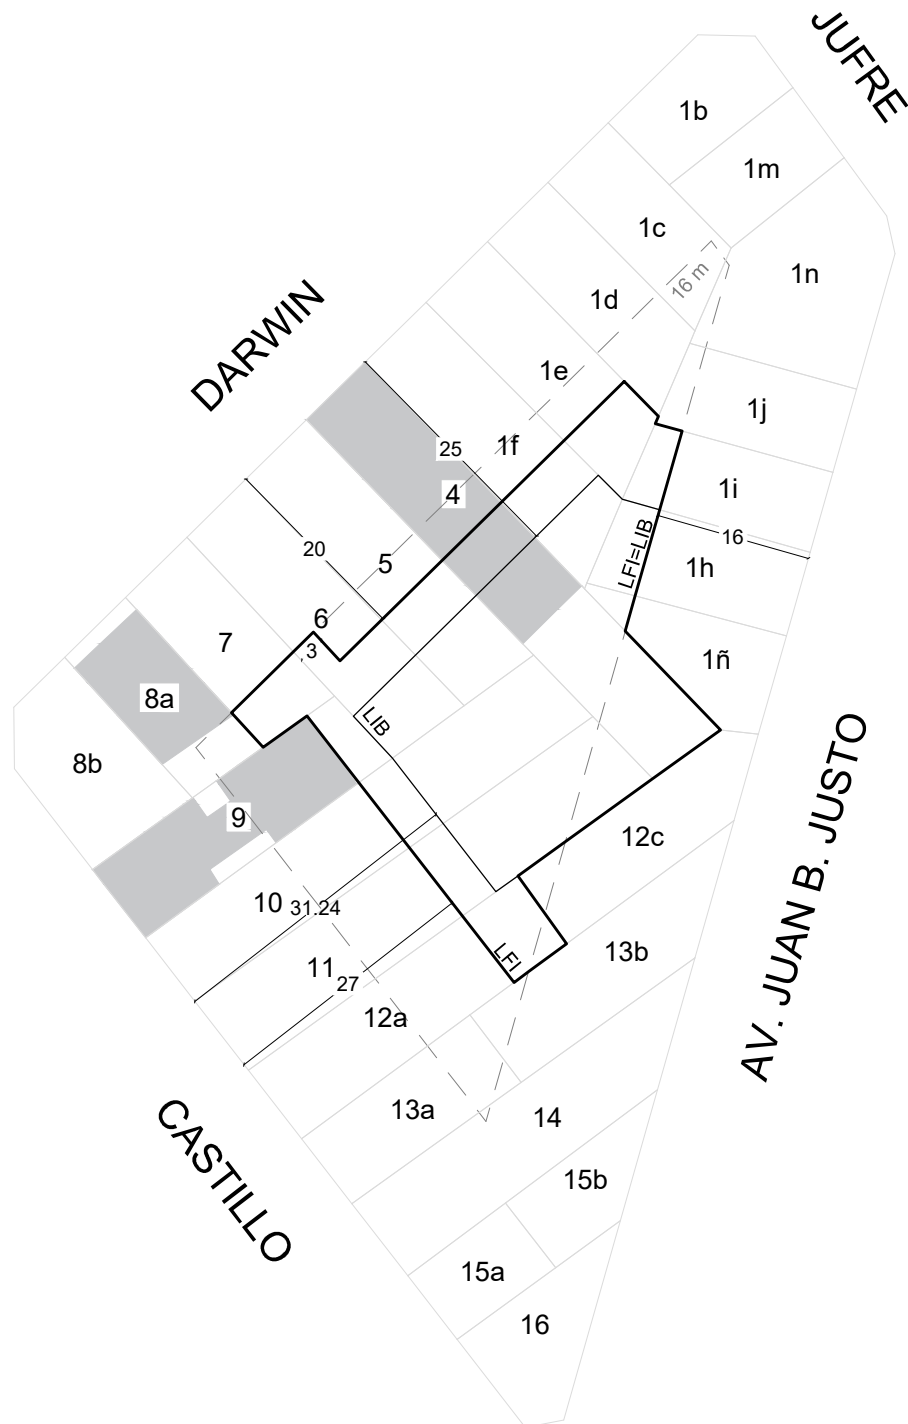 JUFRE
1b
1m
1c
1n
16 m
1d
DARWIN
1e
1j
1f
25
1i
4
16
20
LFI=LIB
5
1h
6
3
7
1ñ
8a
LIB
8b
9
12c
AV. JUAN B. JUSTO
10
31.24
13b
LFI
11
27
12a
13a
14
CASTILLO
15b
15a
16